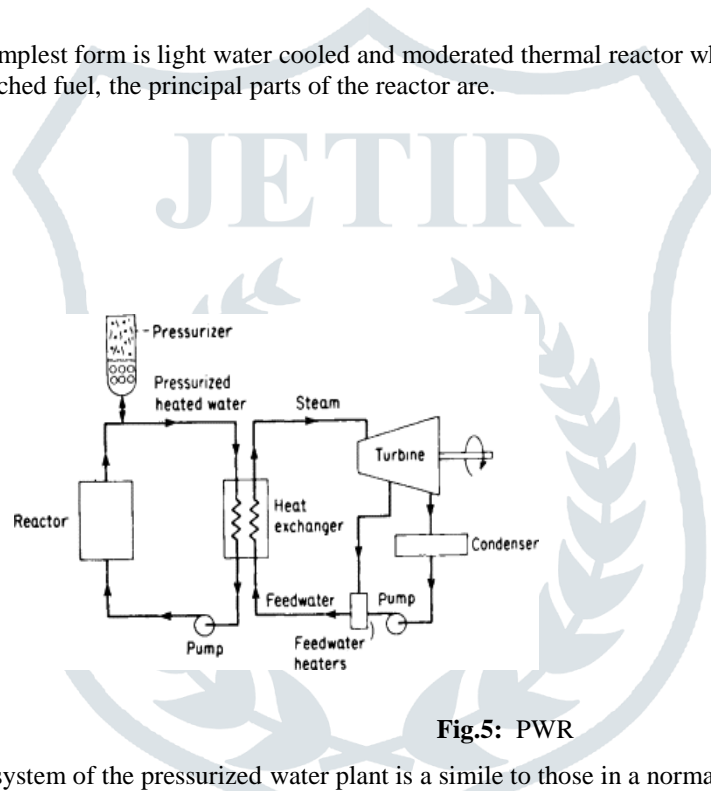 mplest form is light water cooled and moderated thermal reactor wh
ched fuel, the principal parts of the reactor are.
JETIR
Pressurizer
Pressurized
heated water
Steam
Turbine
Reactor
Heat
exchanger
Condenser
Feedwater
Pump
Pump
Feedwater
heaters
Fig.5: PWR
system of the pressurized water plant is a simile to those in a norma